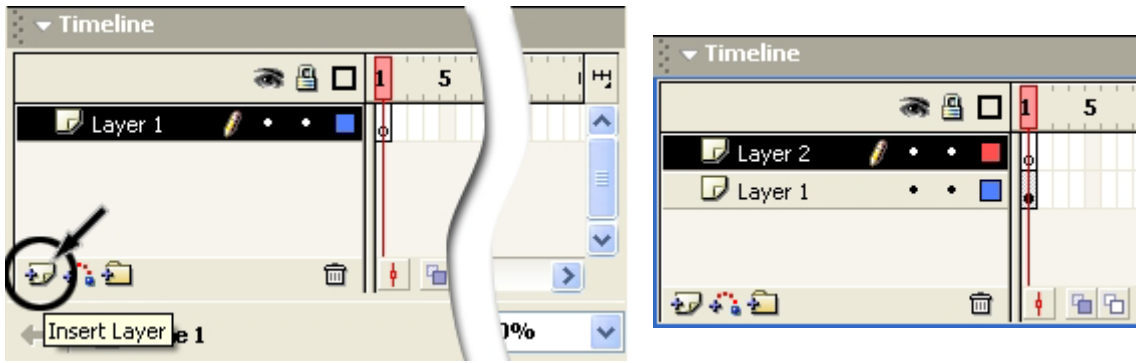 Timeline
1 5
Layer 1
Insert Layer
e 1
0%
Timeline
1 5
Layer 2
Layer 1